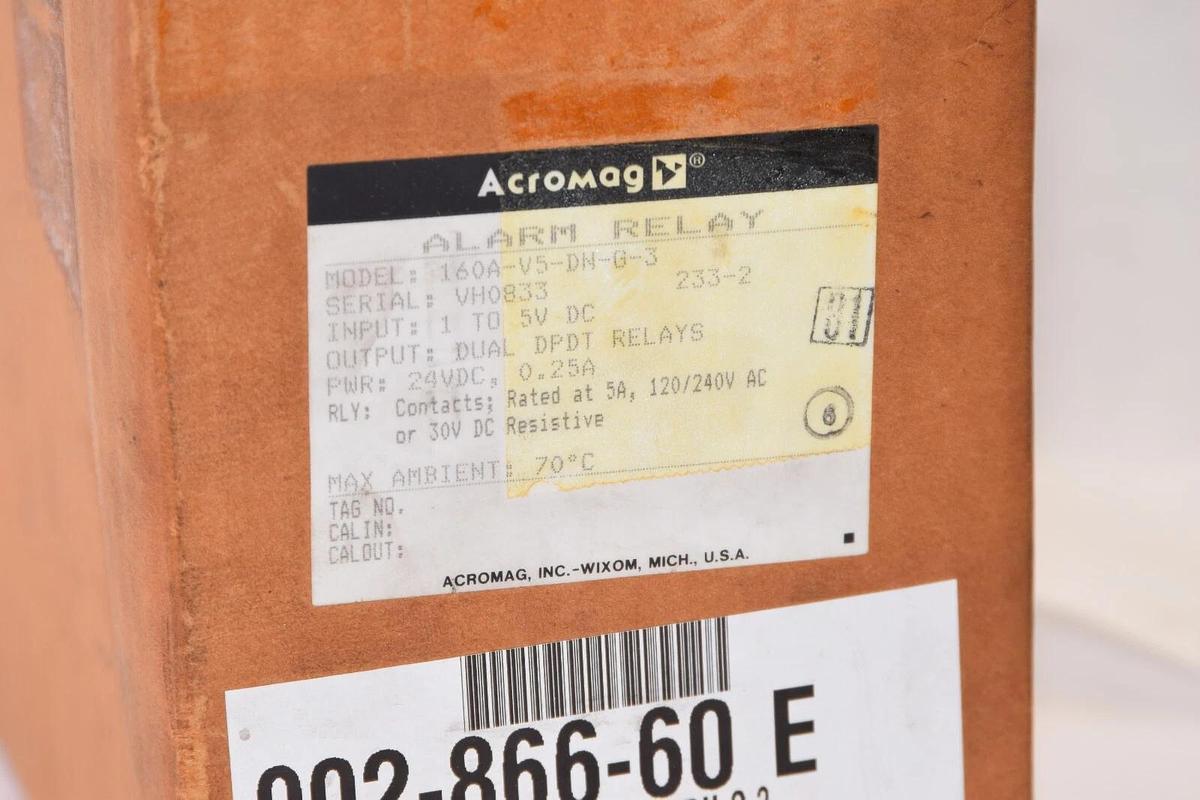 Acromag®
ALARM RELAY
MODEL: 160A-V5-DN-G-3
SERIAL: VH0833 233-2
INPUT: 1 TO 5V DC
OUTPUT: DUAL DPDT RELAYS
PWR: 24VDC, 0.25A
RLY: Contacts; Rated at 5A, 120/240V AC
or 30V DC Resistive
81
6
MAX AMBIENT: 70°C
TAG NO.
CALIN:
CALOUT:
ACROMAG, INC.-WIXOM, MICH., U.S.A.
002-866-60 E